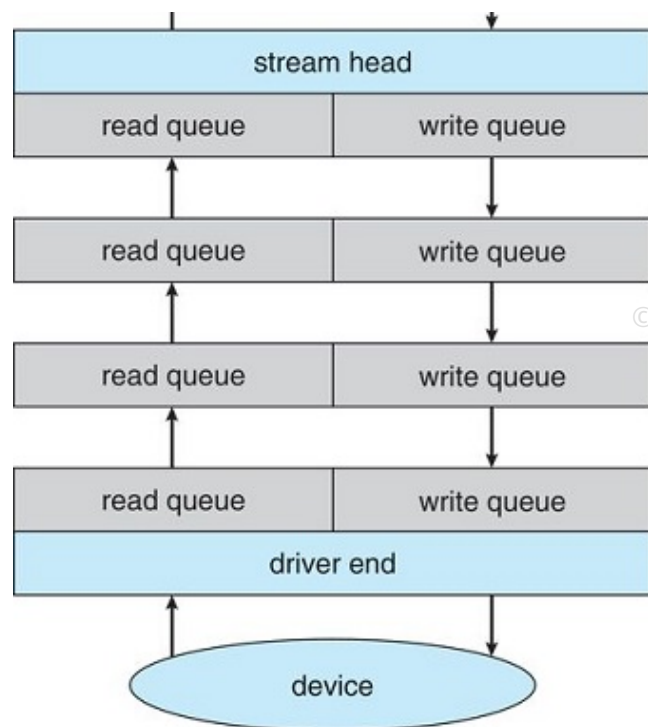 stream head
read queue write queue
read queue write queue
©
read queue write queue
read queue write queue
driver end
device